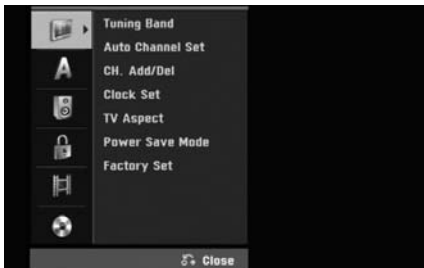 Tuning Band
Auto Channel Set
A
CH. Add/Del
Clock Set
TV Aspect
Power Save Mode
Factory Set
Close